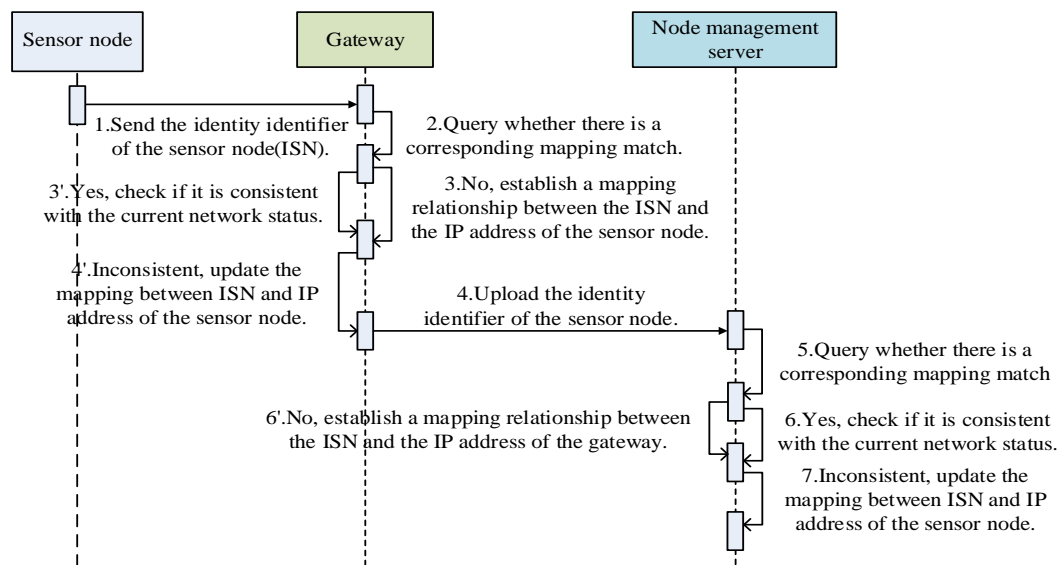 Sensor node
Gateway
Node management
server
1.Send the identity identifier
of the sensor node(ISN).
2.Query whether there is a
corresponding mapping match.
3'.Yes, check if it is consistent
with the current network status.
3.No, establish a mapping
relationship between the ISN and
the IP address of the sensor node.
4'.Inconsistent, update the
mapping between ISN and IP
address of the sensor node.
4.Upload the identity
identifier of the sensor node.
5.Query whether there is a
corresponding mapping match
6'.No, establish a mapping relationship between
the ISN and the IP address of the gateway.
6.Yes, check if it is consistent
with the current network status.
7.Inconsistent, update the
mapping between ISN and IP
address of the sensor node.